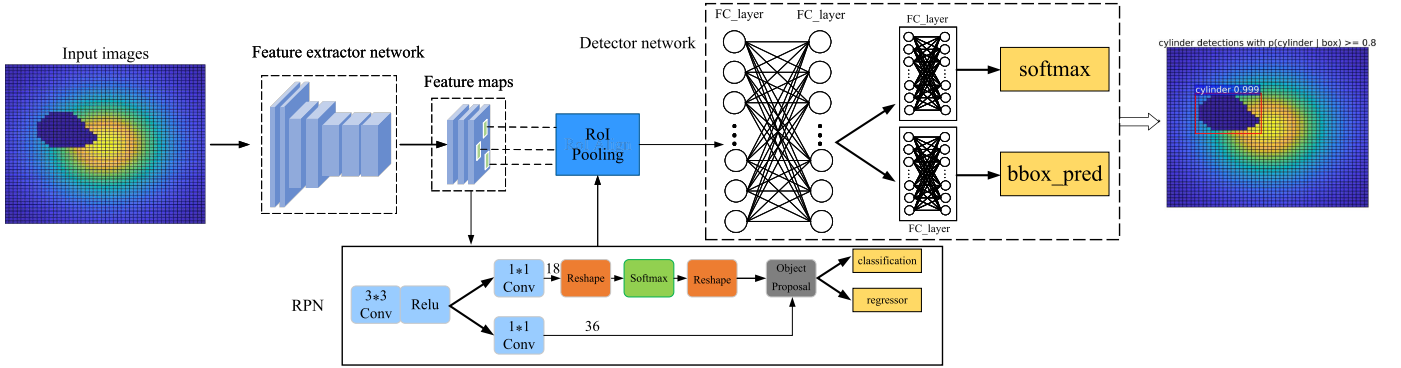 Input images
Feature extractor network
Feature maps
RoI
Pooling
Detector network
FC_layer
FC_layer
FC_layer
FC_layer
softmax
bbox_pred
cylinder detections with p(cylinder | box) >= 0.8
cylinder 0.999
RPN
3*3
Conv
Relu
1*1
Conv
18
Reshape
Softmax
Reshape
Object
Proposal
classification
regressor
1*1
Conv
36